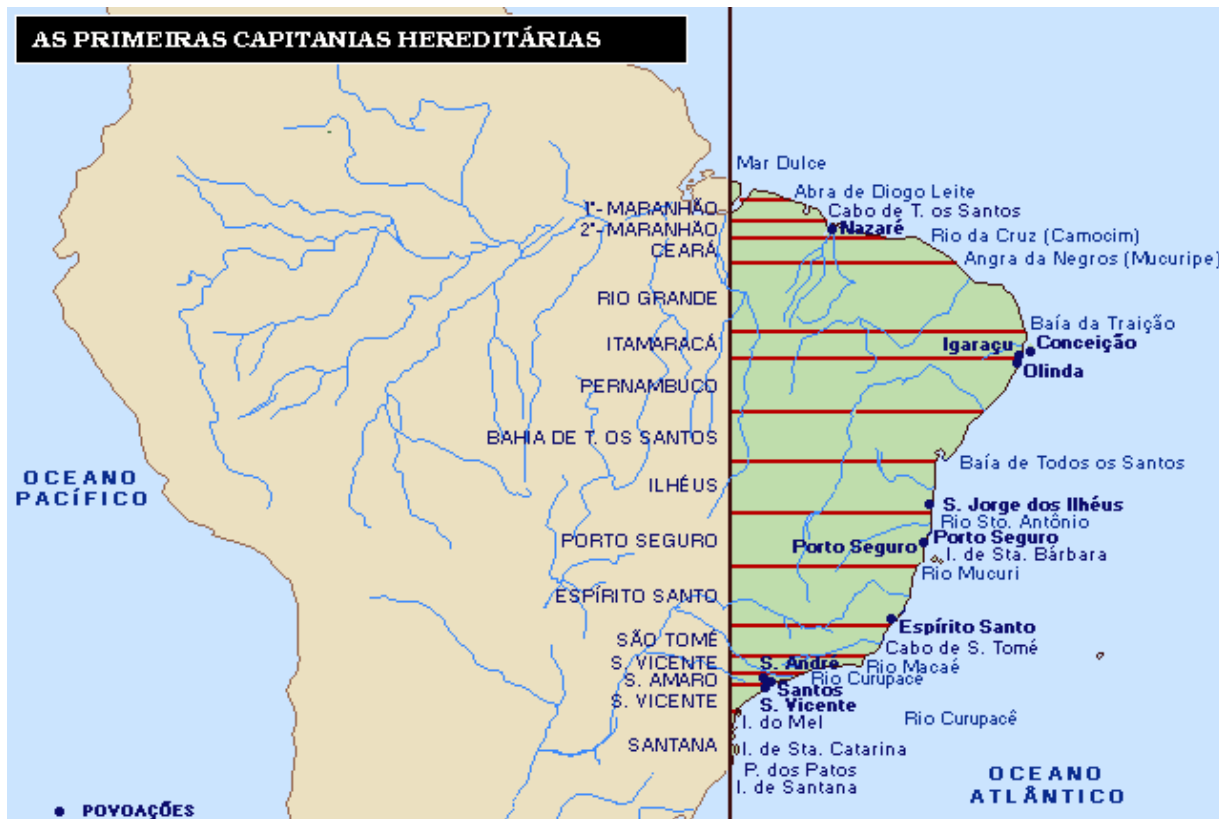 AS PRIMEIRAS CAPITANIAS HEREDITÁRIAS
Mar Dulce
Abra de Diogo Leite
1ª- MARANHÃO
Cabo de T. os Santos
2ª- MARANHÃO
Nazaré
Rio da Cruz (Camocim)
CEARÁ
Angra da Negros (Mucuripe)
RIO GRANDE
Baía da Traição
ITAMARACÁ
Igaraçu
Conceição
Olinda
PERNAMBUCO
BAHIA DE T. OS SANTOS
Baía de Todos os Santos
OCEANO
PACÍFICO
ILHÉUS
S. Jorge dos Ilhéus
Rio Sto. Antônio
PORTO SEGURO
Porto Seguro
Porto Seguro
I. de Sta. Bárbara
Rio Mucuri
ESPÍRITO SANTO
Espírito Santo
SÃO TOMÉ
Cabo de S. Tomé
S. VICENTE
S. André
Rio Macaé
S. AMARO
Rio Curupacê
Santos
S. VICENTE
S. Vicente
I. do Mel
Rio Curupacê
SANTANA
I. de Sta. Catarina
P. dos Patos
I. de Santana
OCEANO
ATLÂNTICO
POVOAÇÕES